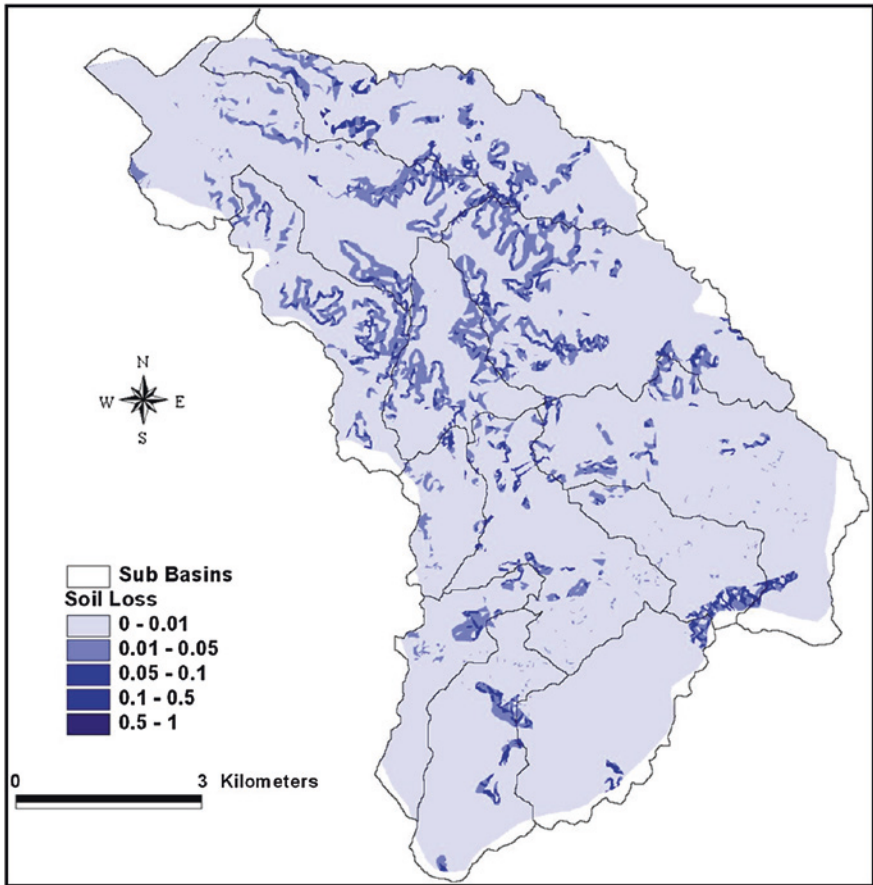 N
W E
S
Sub Basins
Soil Loss
0 - 0.01
0.01 - 0.05
0.05 - 0.1
0.1 - 0.5
0.5 - 1
0 3 Kilometers